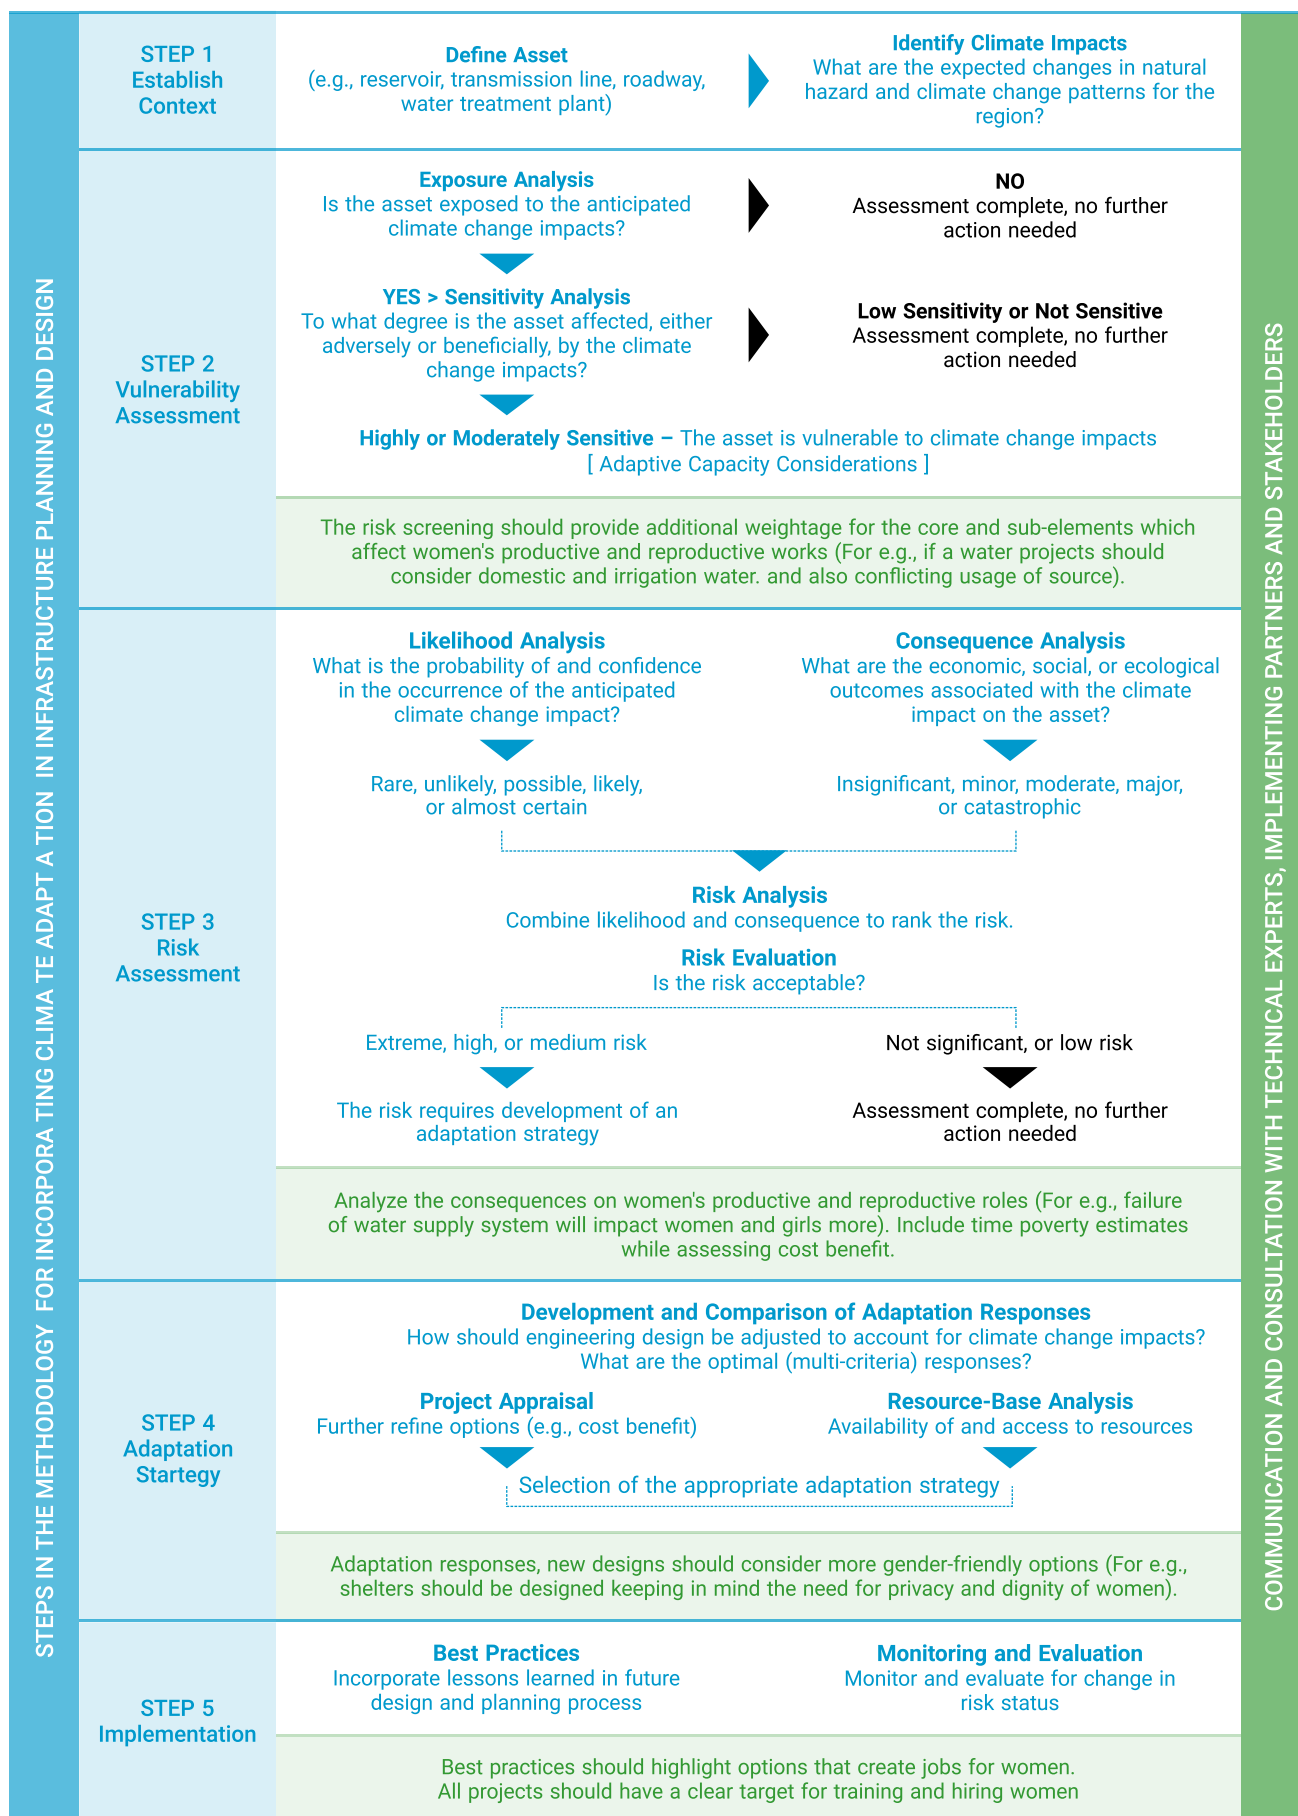 STEPS IN THE METHODOLOGY FOR INCORPORA TING CLIMA TE ADAPT A TION IN INFRASTRUCTURE PLANNING AND DESIGN
STEP 1
Establish
Context
Define Asset
(e.g., reservoir, transmission line, roadway,
water treatment plant)
Identify Climate Impacts
What are the expected changes in natural
hazard and climate change patterns for the
region?
STEP 2
Vulnerability
Assessment
Exposure Analysis
Is the asset exposed to the anticipated
climate change impacts?
NO
Assessment complete, no further
action needed
YES > Sensitivity Analysis
To what degree is the asset affected, either
adversely or beneficially, by the climate
change impacts?
Low Sensitivity or Not Sensitive
Assessment complete, no further
action needed
Highly or Moderately Sensitive – The asset is vulnerable to climate change impacts
[ Adaptive Capacity Considerations ]
The risk screening should provide additional weightage for the core and sub-elements which
affect women's productive and reproductive works (For e.g., if a water projects should
consider domestic and irrigation water. and also conflicting usage of source).
STEP 3
Risk
Assessment
Likelihood Analysis
What is the probability of and confidence
in the occurrence of the anticipated
climate change impact?
Consequence Analysis
What are the economic, social, or ecological
outcomes associated with the climate
impact on the asset?
Rare, unlikely, possible, likely,
or almost certain
Insignificant, minor, moderate, major,
or catastrophic
Risk Analysis
Combine likelihood and consequence to rank the risk.
Risk Evaluation
Is the risk acceptable?
Extreme, high, or medium risk
Not significant, or low risk
The risk requires development of an
adaptation strategy
Assessment complete, no further
action needed
Analyze the consequences on women's productive and reproductive roles (For e.g., failure
of water supply system will impact women and girls more). Include time poverty estimates
while assessing cost benefit.
STEP 4
Adaptation
Startegy
Development and Comparison of Adaptation Responses
How should engineering design be adjusted to account for climate change impacts?
What are the optimal (multi-criteria) responses?
Project Appraisal
Further refine options (e.g., cost benefit)
Resource-Base Analysis
Availability of and access to resources
Selection of the appropriate adaptation strategy
Adaptation responses, new designs should consider more gender-friendly options (For e.g.,
shelters should be designed keeping in mind the need for privacy and dignity of women).
STEP 5
Implementation
Best Practices
Incorporate lessons learned in future
design and planning process
Monitoring and Evaluation
Monitor and evaluate for change in
risk status
Best practices should highlight options that create jobs for women.
All projects should have a clear target for training and hiring women
COMMUNICATION AND CONSULTATION WITH TECHNICAL EXPERTS, IMPLEMENTING PARTNERS AND STAKEHOLDERS